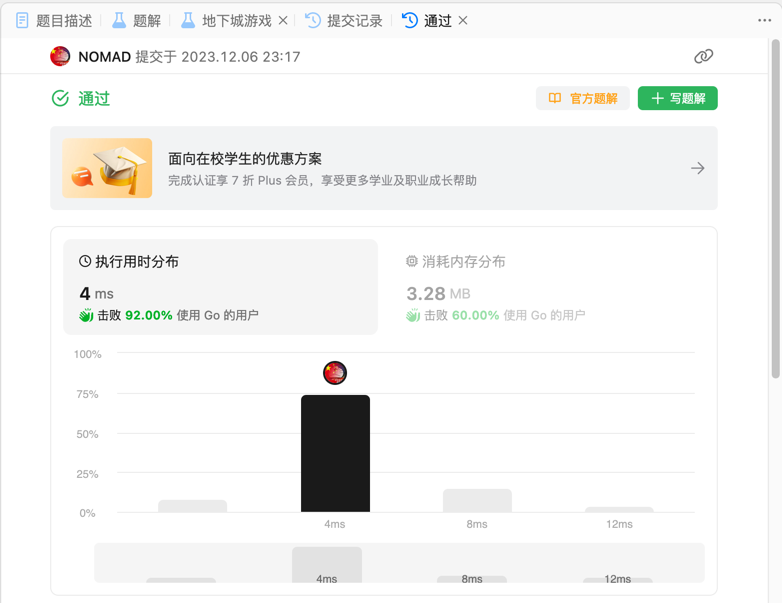 题目描述 题解 地下城游戏 提交记录 通过
NOMAD 提交于 2023.12.06 23:17
通过
官方题解 写题解
面向在校学生的优惠方案
完成认证享 7 折 Plus 会员，享受更多学业及职业成长帮助
执行用时分布 消耗内存分布
4 ms 3.28 MB
击败 92.00% 使用 Go 的用户 击败 60.00% 使用 Go 的用户
100%
75%
50%
25%
0%
4ms 8ms 12ms
4ms 8ms 12ms